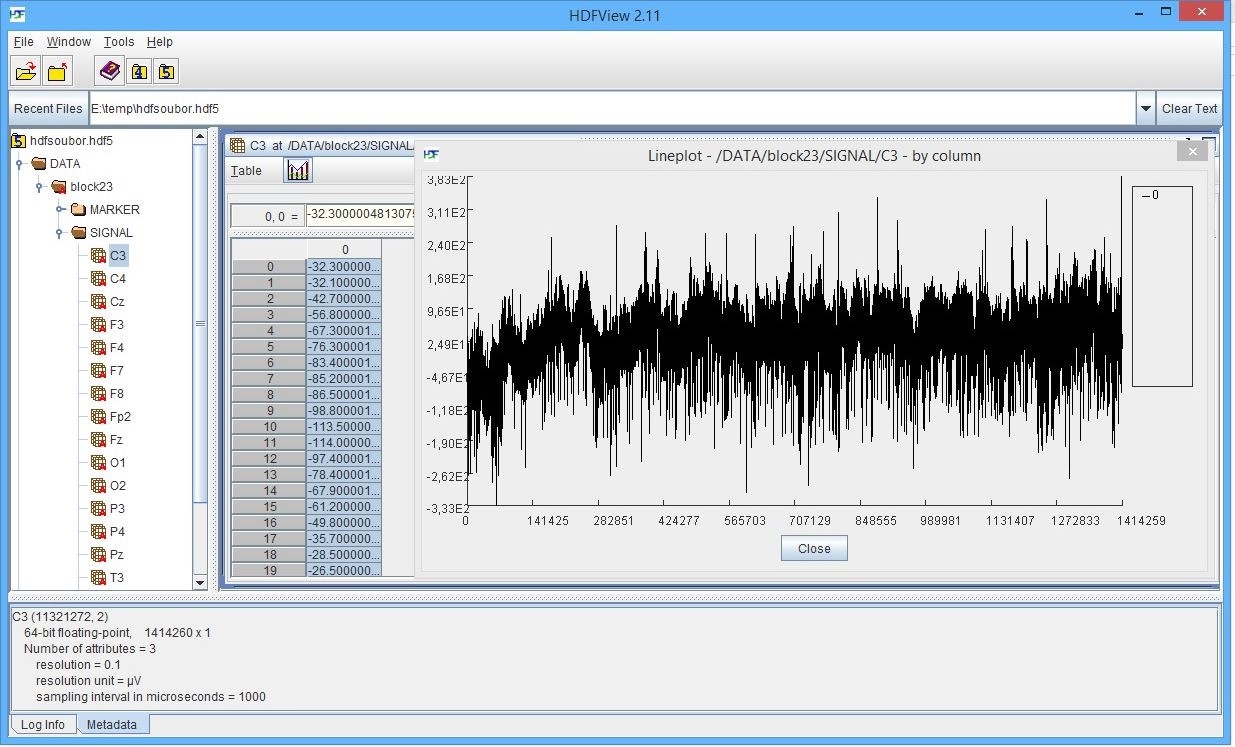 HDF
HDFView 2.11
File Window Tools Help
4 5
Recent Files E:\temp\hdfsoubor.hdf5 Clear Text
5 hdfsoubor.hdf5
DATA
block23
MARKER
SIGNAL
C3
C4
Cz
F3
F4
F7
F8
Fp2
Fz
O1
O2
P3
P4
Pz
T3
C3 at /DATA/block23/SIGNAL/
Table
0, 0 = -32.3000004813075
0
0 -32.300000...
1 -32.100000...
2 -42.700000...
3 -56.800000...
4 -67.300001...
5 -76.300001...
6 -83.400001...
7 -85.200001...
8 -86.500001...
9 -98.800001...
10 -113.50000...
11 -114.00000...
12 -97.400001...
13 -78.400001...
14 -67.900001...
15 -61.200000...
16 -49.800000...
17 -35.700000...
18 -28.500000...
19 -26.500000...
HDF Lineplot - /DATA/block23/SIGNAL/C3 - by column
3,83E2
3,11E2
2,40E2
1,68E2
9,65E1
2,49E1
-4,67E1
-1,18E2
-1,90E2
-2,62E2
-3,33E2
0 141425 282851 424277 565703 707129 848555 989981 1131407 1272833 1414259
0
Close
C3 (11321272, 2)
64-bit floating-point, 1414260 x 1
Number of attributes = 3
resolution = 0.1
resolution unit = µV
sampling interval in microseconds = 1000
Log Info Metadata